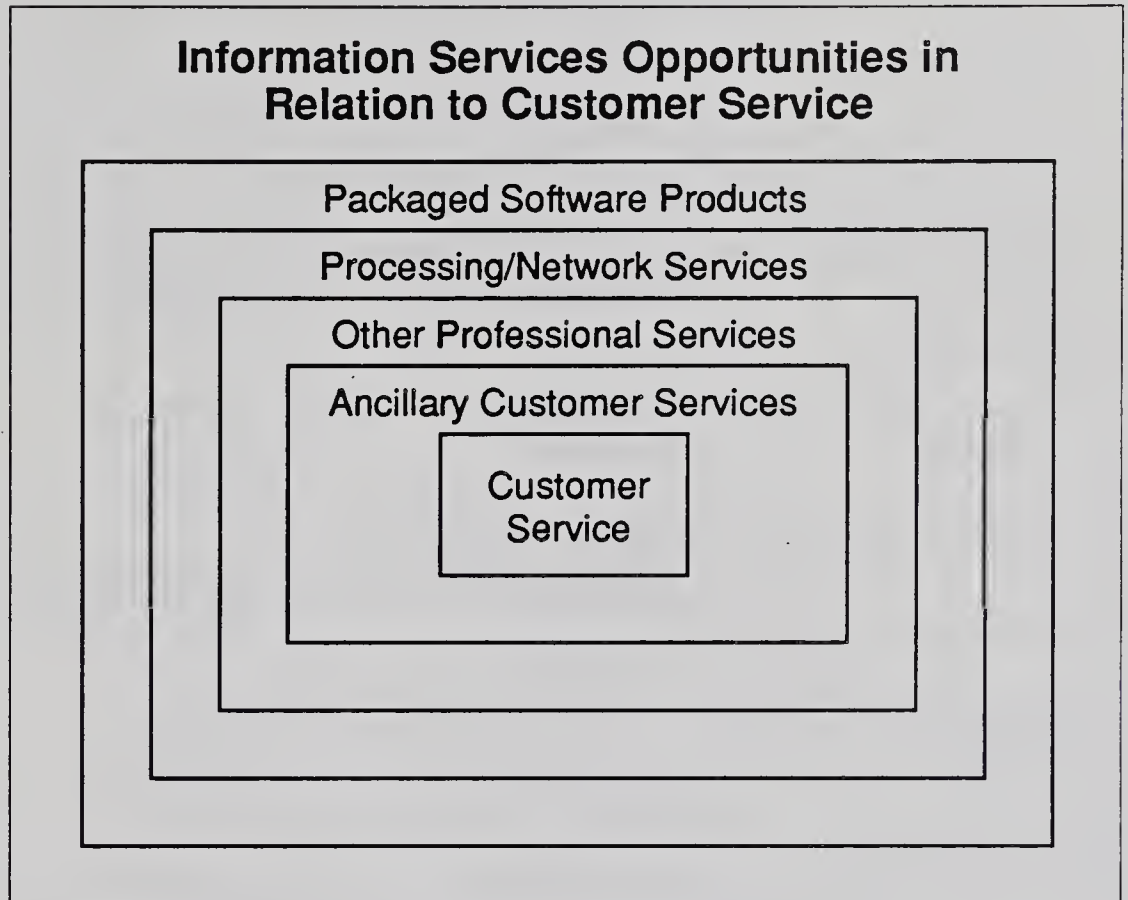 Information Services Opportunities in
Relation to Customer Service
Packaged Software Products
Processing/Network Services
Other Professional Services
Ancillary Customer Services
Customer
Service